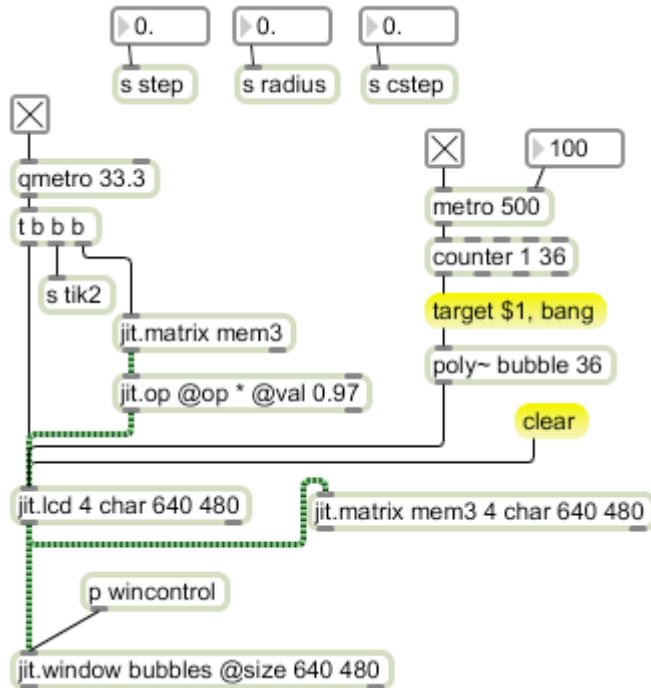 0.
0.
0.
s step
s radius
s cstep
100
qmetro 33.3
metro 500
t b b b
counter 1 36
s tik2
target $1, bang
jit.matrix mem3
poly~ bubble 36
jit.op @op * @val 0.97
clear
jit.lcd 4 char 640 480
jit.matrix mem3 4 char 640 480
p wincontrol
jit.window bubbles @size 640 480